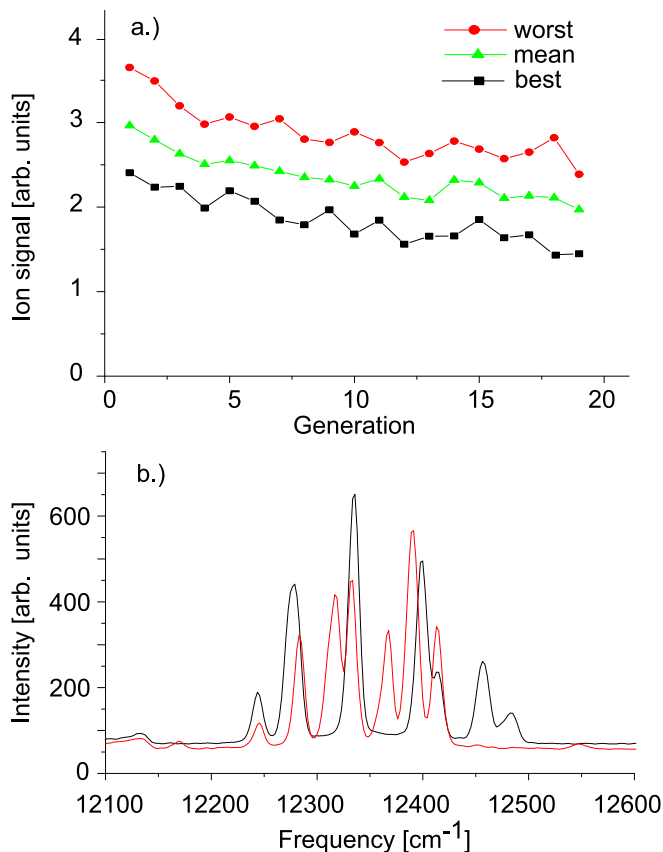 a.)
worst
mean
best
Ion signal [arb. units]
4
3
2
1
0
0 5 10 15 20
Generation
b.)
Intensity [arb. units]
600
400
200
0
12100 12200 12300 12400 12500 12600
Frequency [cm⁻¹]